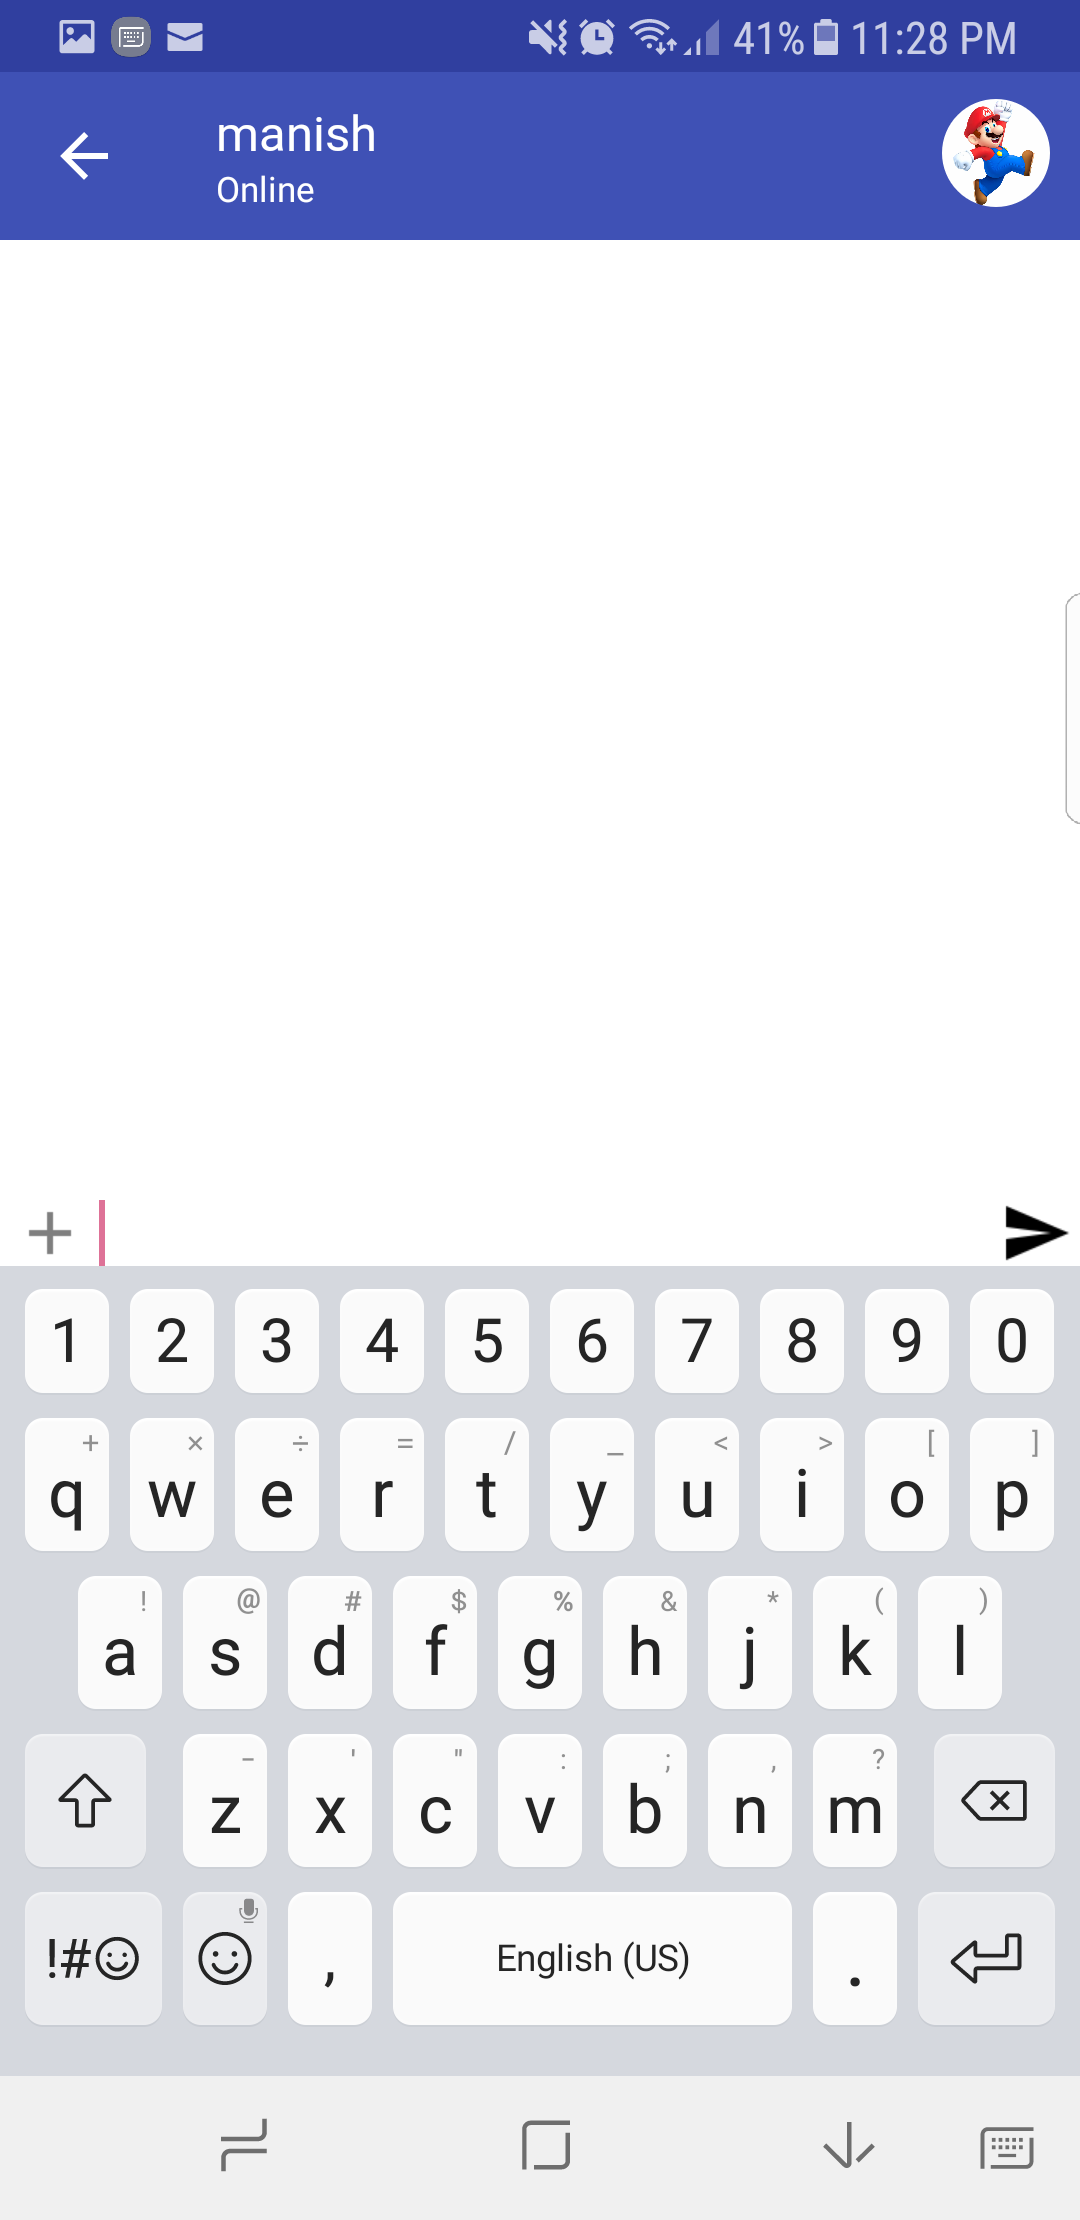 41% 11:28 PM
manish
Online
1 2 3 4 5 6 7 8 9 0
+ × ÷ = / _ < > [ ]
q w e r t y u i o p
! @ # $ % & * ( )
a s d f g h j k l
- ' " : ; , ?
z x c v b n m
!#☺ , English (US) .